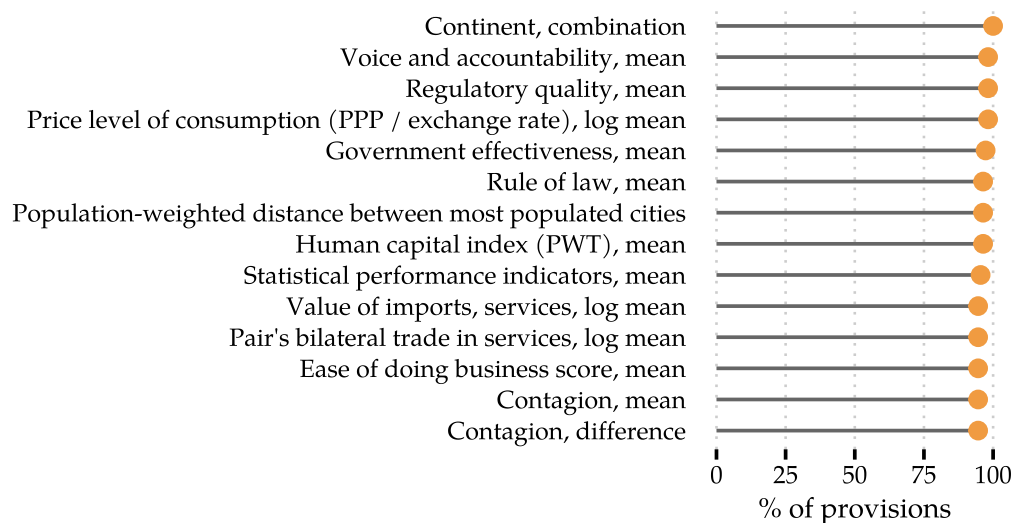 Continent, combination
Voice and accountability, mean
Regulatory quality, mean
Price level of consumption (PPP / exchange rate), log mean
Government effectiveness, mean
Rule of law, mean
Population-weighted distance between most populated cities
Human capital index (PWT), mean
Statistical performance indicators, mean
Value of imports, services, log mean
Pair's bilateral trade in services, log mean
Ease of doing business score, mean
Contagion, mean
Contagion, difference
0 25 50 75 100
% of provisions